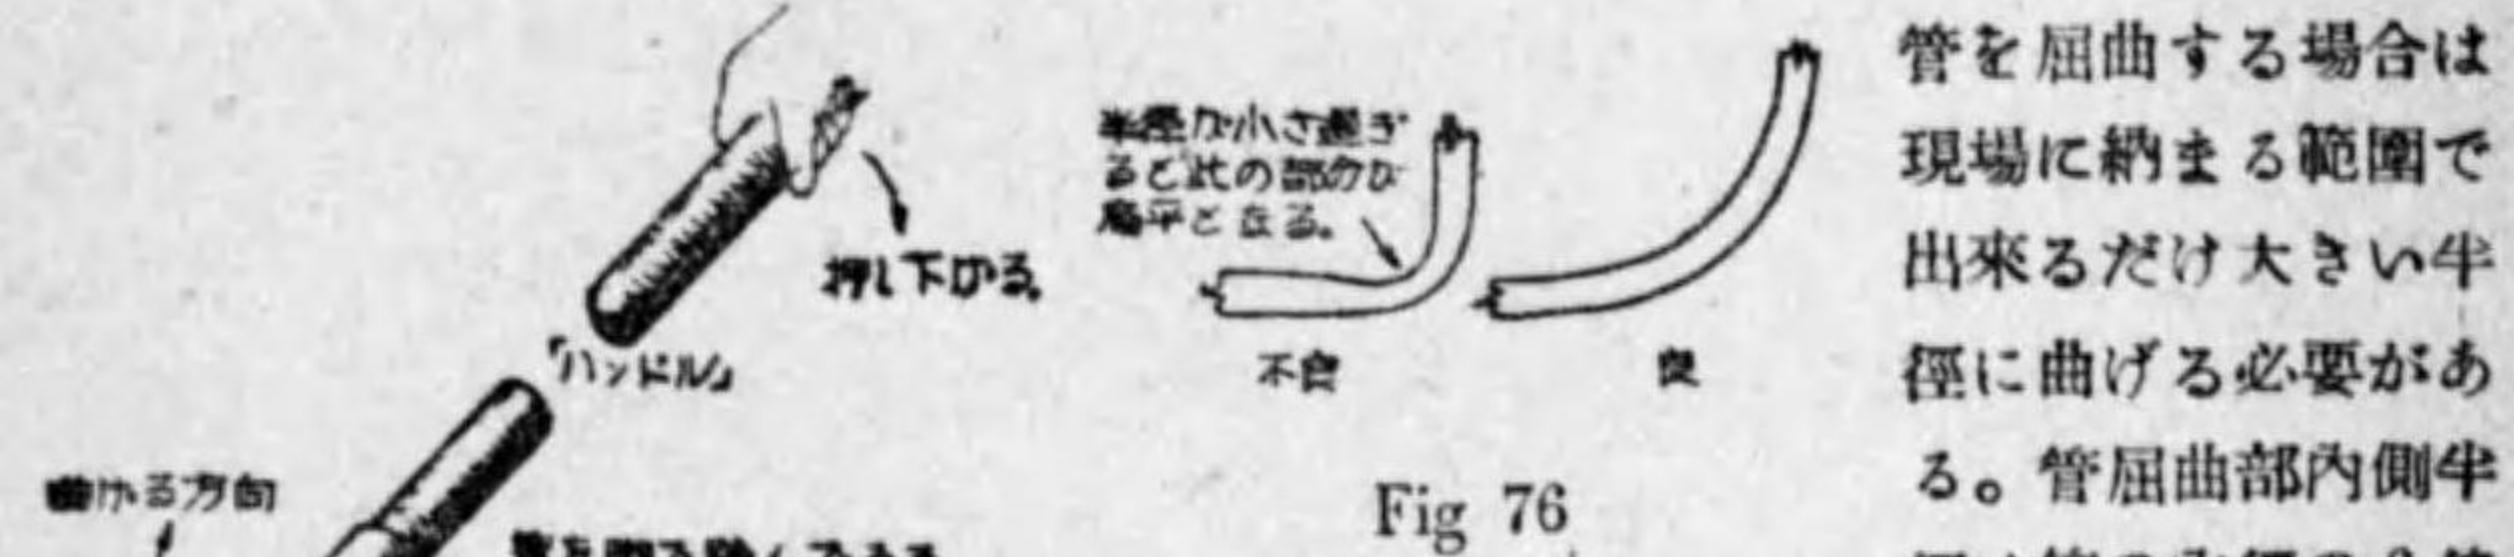 管を屈曲する場合は
現場に納まる範圍で
出來るだけ大きい半
徑に曲げる必要があ
る。管屈曲部內側半
半徑が小さ過ぎ
ると此の部分が
扁平となる。
押し下げる。
「ハンドル」
不良
良
曲げる方向
Fig 76